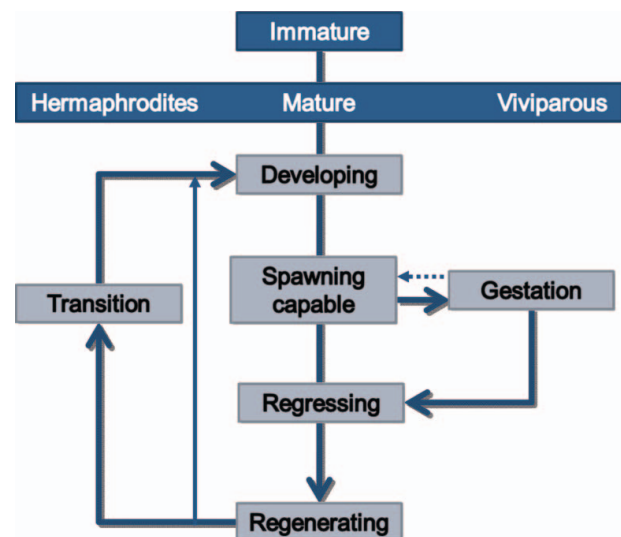 Immature
Hermaphrodites Mature Viviparous
Developing
Spawning
capable
Gestation
Transition
Regressing
Regenerating